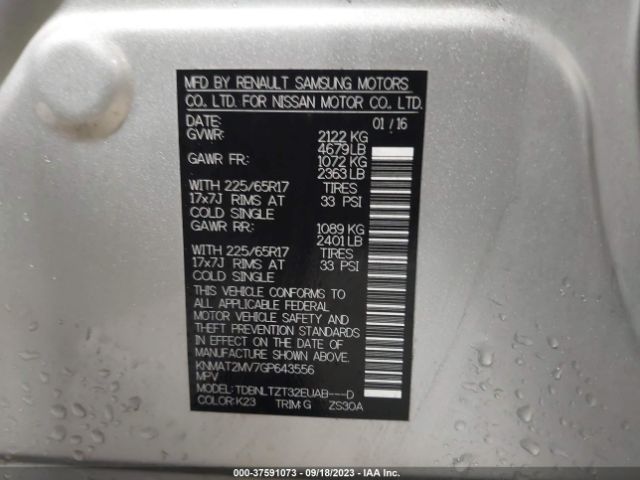 MFD BY RENAULT SAMSUNG MOTORS
CO. LTD. FOR NISSAN MOTOR CO., LTD.
DATE: 01 / 16
GVWR: 2122 KG
4679 LB
GAWR FR: 1072 KG
2363 LB
WITH 225/65R17 TIRES
17x7J RIMS AT 33 PSI
COLD SINGLE
GAWR RR: 1089 KG
2401 LB
WITH 225/65R17 TIRES
17x7J RIMS AT 33 PSI
COLD SINGLE
THIS VEHICLE CONFORMS TO
ALL APPLICABLE FEDERAL
MOTOR VEHICLE SAFETY AND
THEFT PREVENTION STANDARDS
IN EFFECT ON THE DATE OF
MANUFACTURE SHOWN ABOVE.
KNMAT2MV7GP643556
MPV
MODEL: TDBNLTZT32EUAB---D
COLOR: K23 TRIM: G ZS30A
000-37591073 - 09/18/2023 - IAA Inc.